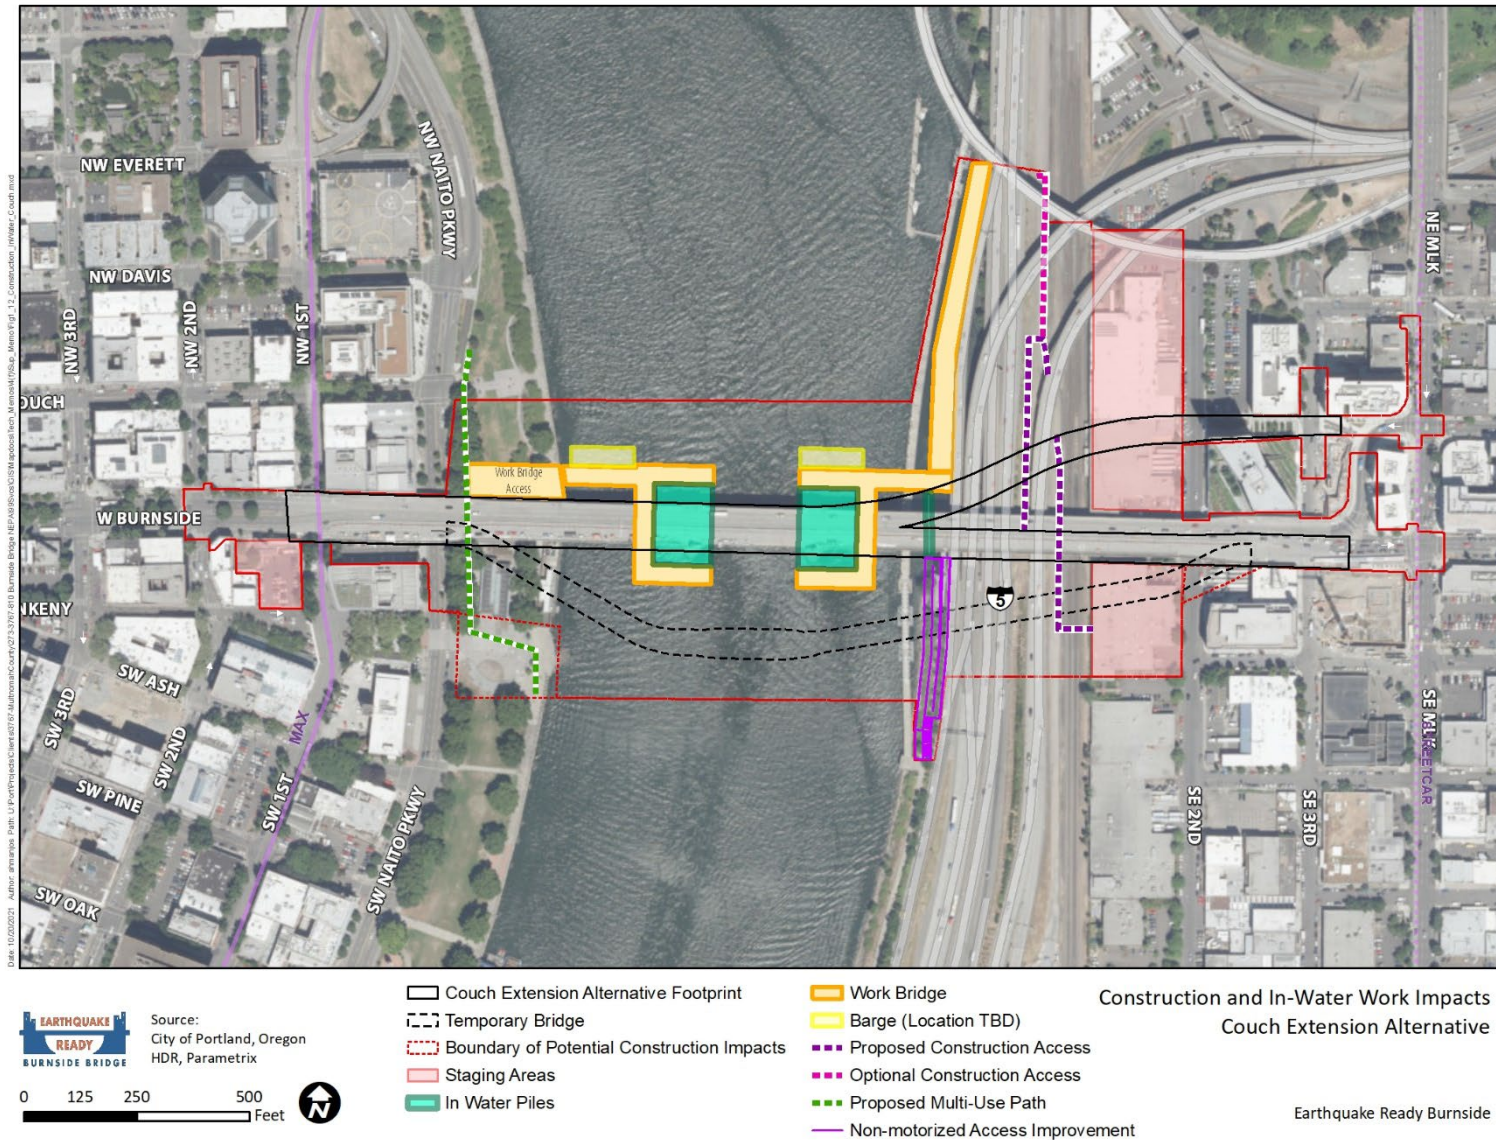 NW EVERETT
NW NAITO PKWY
NE MLK
NW DAVIS
NW 3RD
NW 2ND
NW 1ST
OUCH
Work Bridge
Access
W BURNSIDE
5
NKENY
SW ASH
SW 3RD
SW 2ND
MAX
SW 1ST
SW PINE
SW NAITO PKWY
SW OAK
SE 2ND
SE 3RD
SE MLK
EARTHQUAKE
READY
BURNSIDE BRIDGE
Source:
City of Portland, Oregon
HDR, Parametrix
0 125 250 500
Feet
N
Couch Extension Alternative Footprint
Temporary Bridge
Boundary of Potential Construction Impacts
Staging Areas
In Water Piles
Work Bridge
Barge (Location TBD)
Proposed Construction Access
Optional Construction Access
Proposed Multi-Use Path
Non-motorized Access Improvement
Construction and In-Water Work Impacts
Couch Extension Alternative
Earthquake Ready Burnside